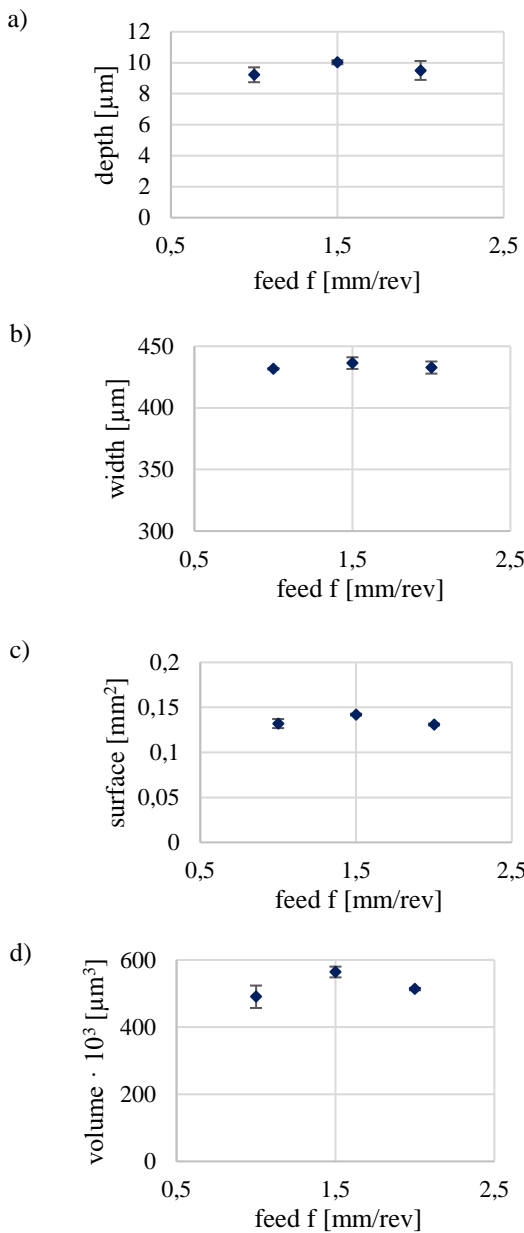 a)
depth [µm]
12
10
8
6
4
2
0
0,5 1,5 2,5
feed f [mm/rev]
b)
width [µm]
450
400
350
300
0,5 1,5 2,5
feed f [mm/rev]
c)
surface [mm²]
0,2
0,15
0,1
0,05
0
0,5 1,5 2,5
feed f [mm/rev]
d)
volume · 10³ [µm³]
600
400
200
0
0,5 1,5 2,5
feed f [mm/rev]